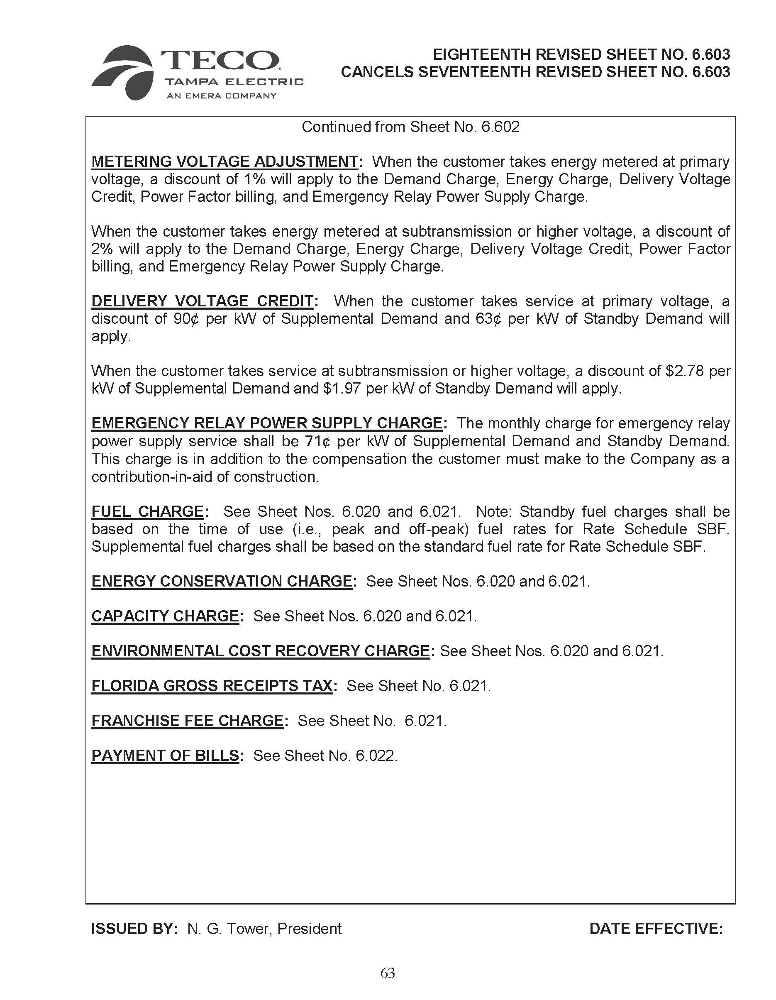 TECO®
TAMPA ELECTRIC
AN EMERA COMPANY
EIGHTEENTH REVISED SHEET NO. 6.603
CANCELS SEVENTEENTH REVISED SHEET NO. 6.603
Continued from Sheet No. 6.602
METERING VOLTAGE ADJUSTMENT: When the customer takes energy metered at primary
voltage, a discount of 1% will apply to the Demand Charge, Energy Charge, Delivery Voltage
Credit, Power Factor billing, and Emergency Relay Power Supply Charge.
When the customer takes energy metered at subtransmission or higher voltage, a discount of
2% will apply to the Demand Charge, Energy Charge, Delivery Voltage Credit, Power Factor
billing, and Emergency Relay Power Supply Charge.
DELIVERY VOLTAGE CREDIT: When the customer takes service at primary voltage, a
discount of 90¢ per kW of Supplemental Demand and 63¢ per kW of Standby Demand will
apply.
When the customer takes service at subtransmission or higher voltage, a discount of $2.78 per
kW of Supplemental Demand and $1.97 per kW of Standby Demand will apply.
EMERGENCY RELAY POWER SUPPLY CHARGE: The monthly charge for emergency relay
power supply service shall be 71¢ per kW of Supplemental Demand and Standby Demand.
This charge is in addition to the compensation the customer must make to the Company as a
contribution-in-aid of construction.
FUEL CHARGE: See Sheet Nos. 6.020 and 6.021. Note: Standby fuel charges shall be
based on the time of use (i.e., peak and off-peak) fuel rates for Rate Schedule SBF.
Supplemental fuel charges shall be based on the standard fuel rate for Rate Schedule SBF.
ENERGY CONSERVATION CHARGE: See Sheet Nos. 6.020 and 6.021.
CAPACITY CHARGE: See Sheet Nos. 6.020 and 6.021.
ENVIRONMENTAL COST RECOVERY CHARGE: See Sheet Nos. 6.020 and 6.021.
FLORIDA GROSS RECEIPTS TAX: See Sheet No. 6.021.
FRANCHISE FEE CHARGE: See Sheet No. 6.021.
PAYMENT OF BILLS: See Sheet No. 6.022.
ISSUED BY: N. G. Tower, President
DATE EFFECTIVE:
63